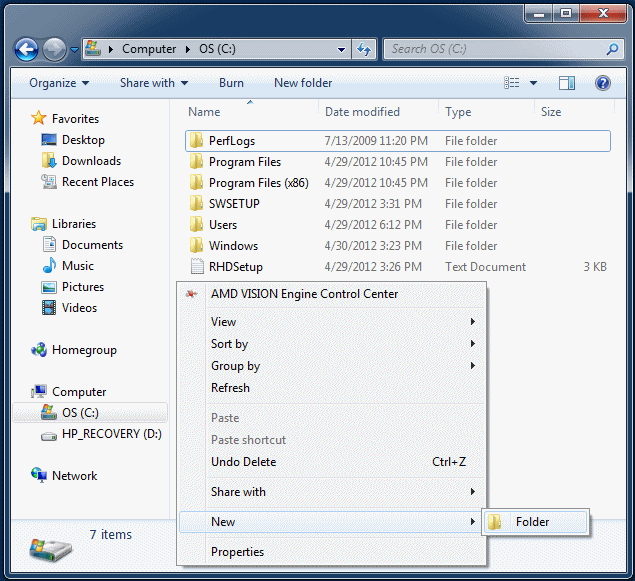 Computer OS (C:) Search OS (C:)
Organize Share with Burn New folder
Name Date modified Type Size
Favorites
Desktop
Downloads
Recent Places
Libraries
Documents
Music
Pictures
Videos
Homegroup
Computer
OS (C:)
HP_RECOVERY (D:)
Network
PerfLogs 7/13/2009 11:20 PM File folder
Program Files 4/29/2012 10:45 PM File folder
Program Files (x86) 4/29/2012 10:45 PM File folder
SWSETUP 4/29/2012 3:31 PM File folder
Users 4/29/2012 6:12 PM File folder
Windows 4/30/2012 3:23 PM File folder
RHDSetup 4/29/2012 3:26 PM Text Document 3 KB
AMD VISION Engine Control Center
View
Sort by
Group by
Refresh
Paste
Paste shortcut
Undo Delete Ctrl+Z
Share with
New Folder
Properties
7 items